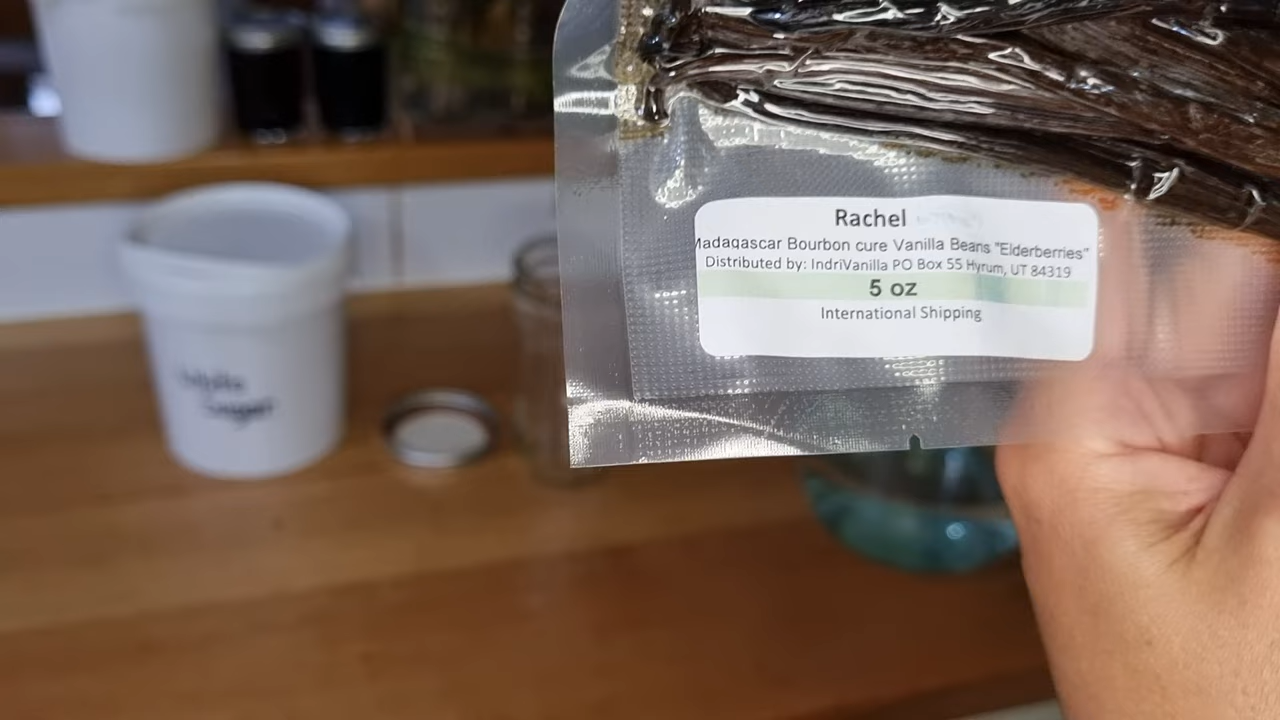 Rachel
Madagascar Bourbon cure Vanilla Beans "Elderberries"
Distributed by: IndriVanilla PO Box 55 Hyrum, UT 84319
5 oz
International Shipping
Sugar